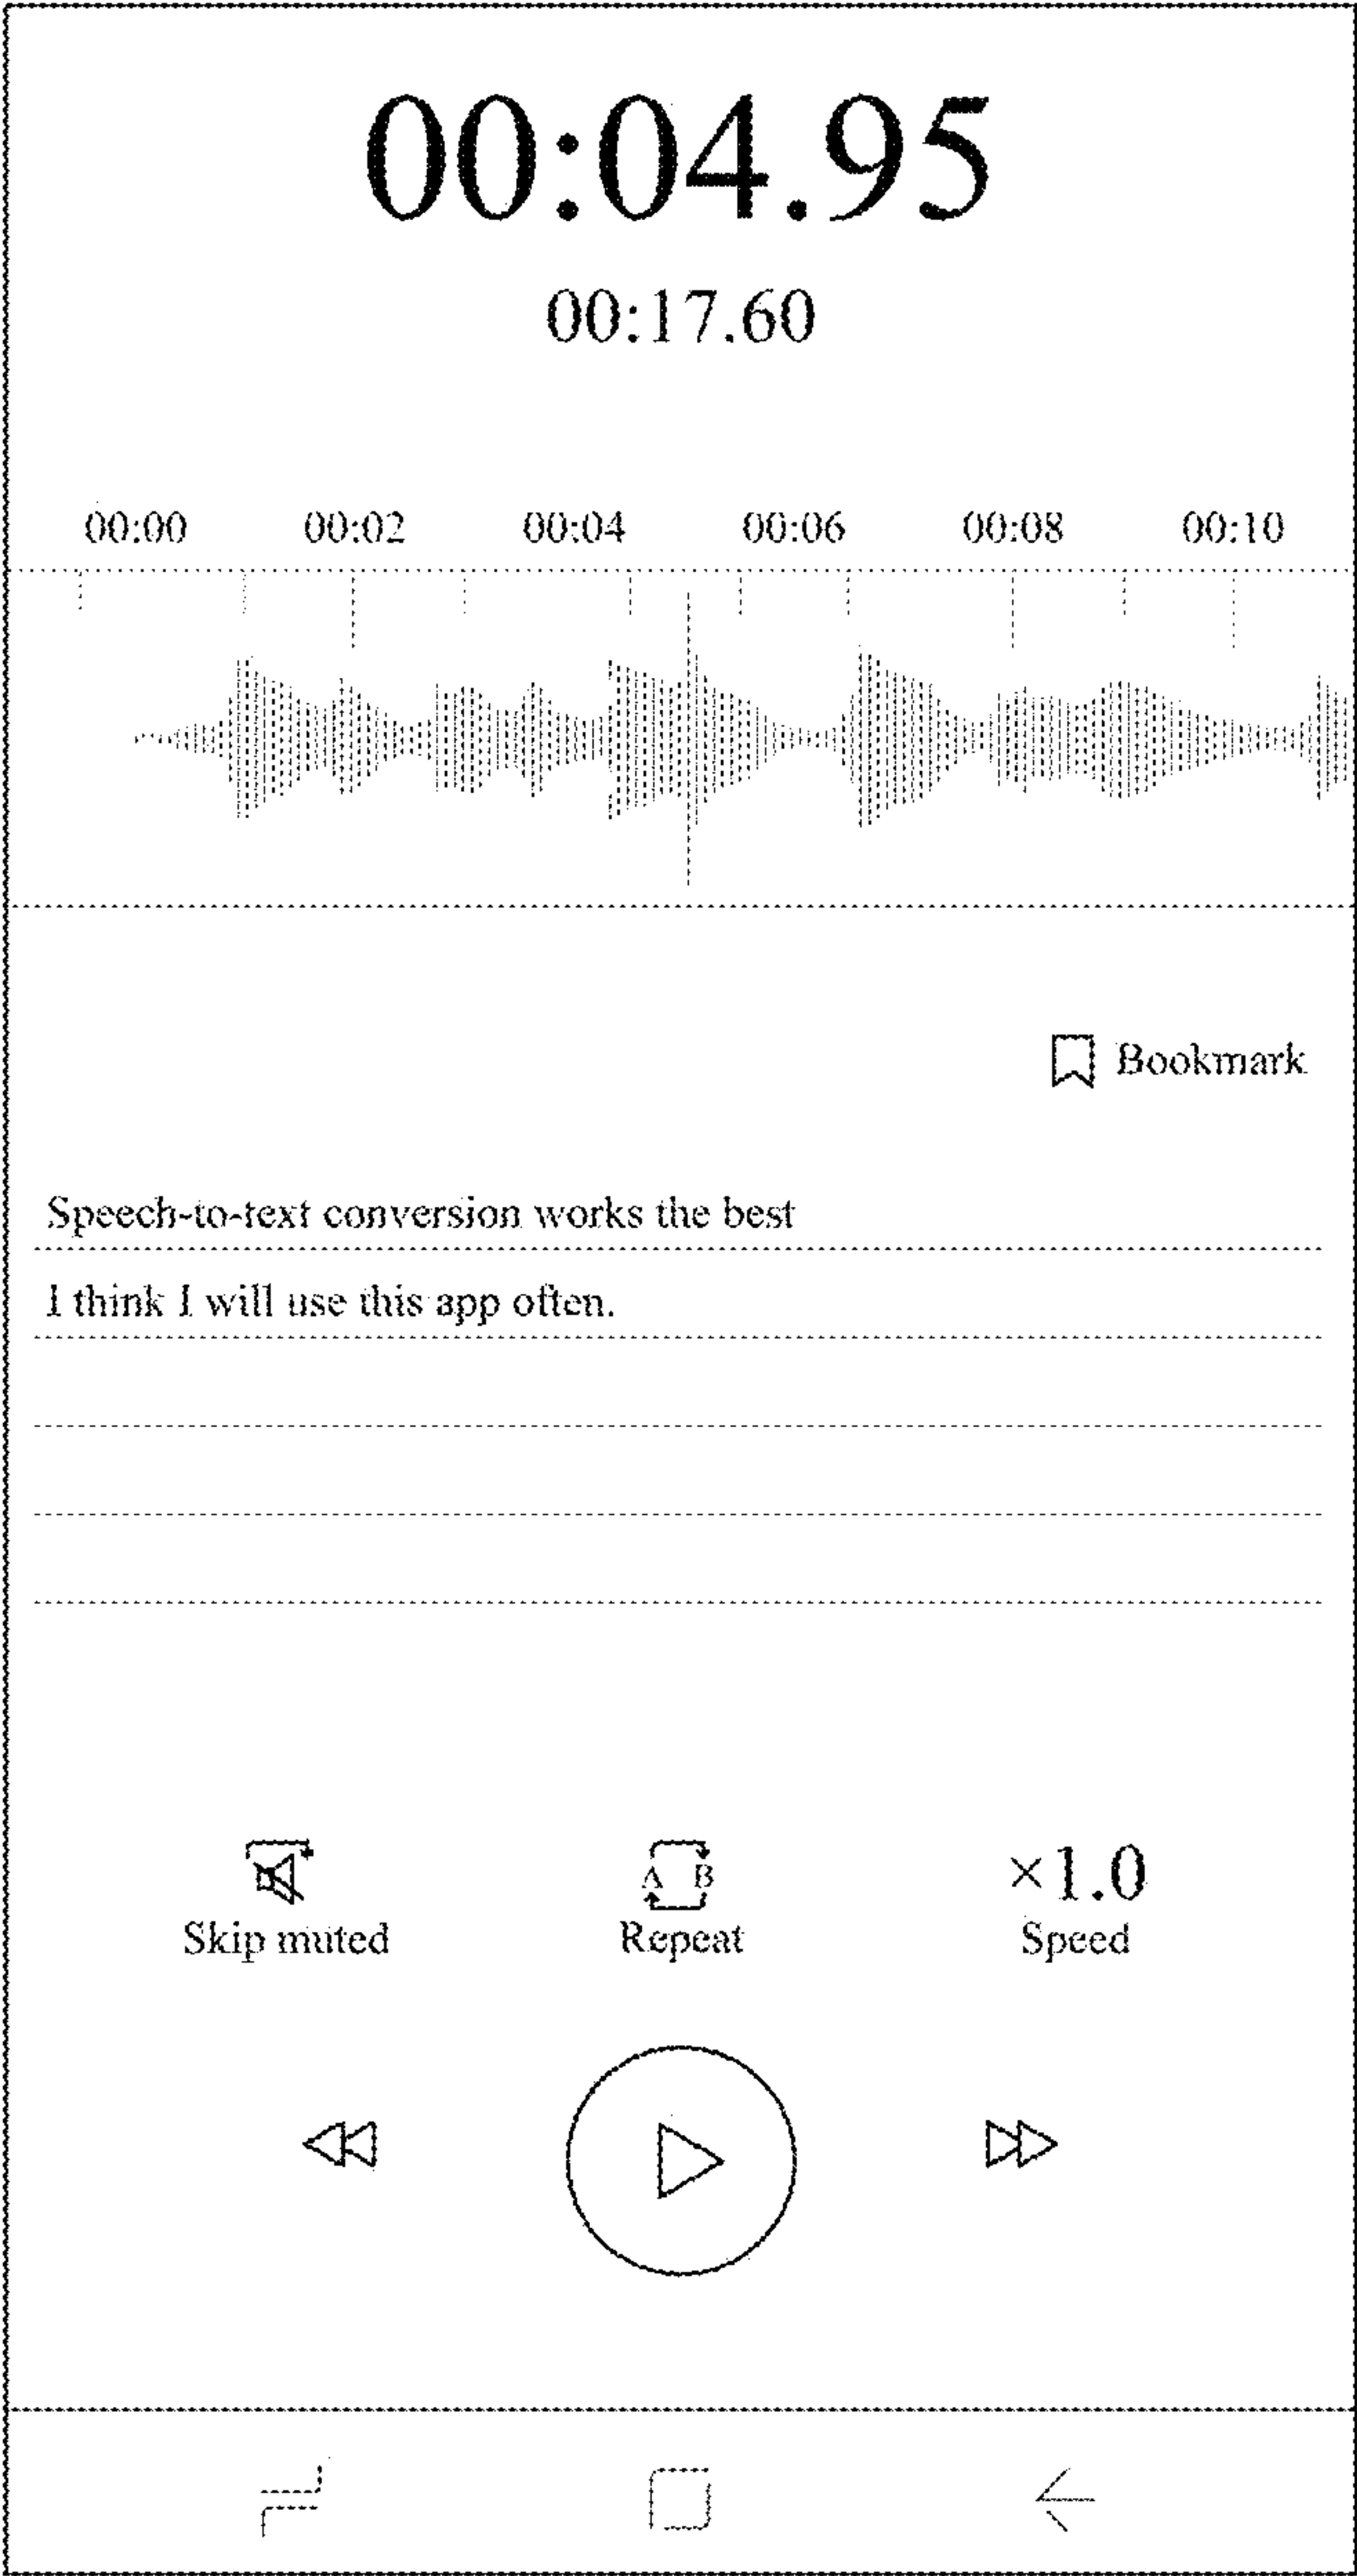 00:04.95
00:17.60
00:00 00:02 00:04 00:06 00:08 00:10
Bookmark
Speech-to-text conversion works the best
I think I will use this app often.
A B ×1.0
Skip muted Repeat Speed